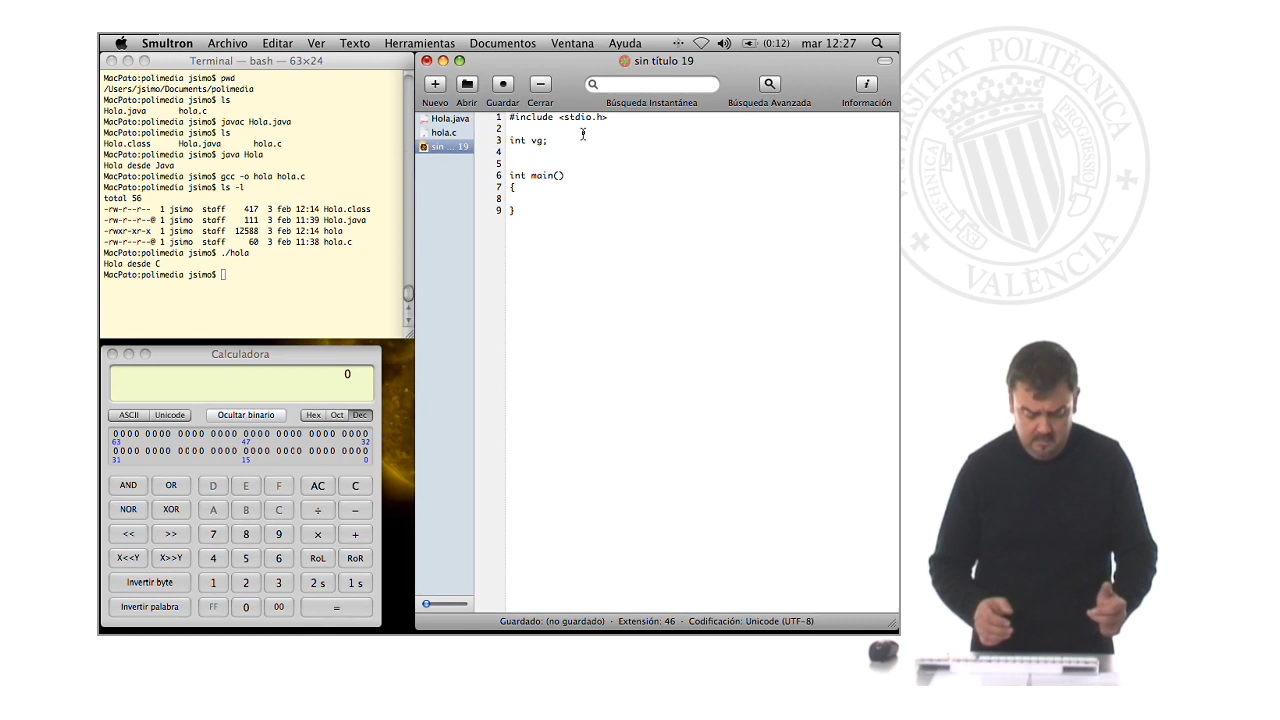 Smultron Archivo Editar Ver Texto Herramientas Documentos Ventana Ayuda (0:12) mar 12:27
Terminal — bash — 63×24
MacPato:polimedia jsimo$ pwd
/Users/jsimo/Documents/polimedia
MacPato:polimedia jsimo$ ls
Hola.java hola.c
MacPato:polimedia jsimo$ javac Hola.java
MacPato:polimedia jsimo$ ls
Hola.class Hola.java hola.c
MacPato:polimedia jsimo$ java Hola
Hola desde Java
MacPato:polimedia jsimo$ gcc -o hola hola.c
MacPato:polimedia jsimo$ ls -l
total 56
-rw-r--r-- 1 jsimo staff 417 3 feb 12:14 Hola.class
-rw-r--r--@ 1 jsimo staff 111 3 feb 11:39 Hola.java
-rwxr-xr-x 1 jsimo staff 12588 3 feb 12:14 hola
-rw-r--r--@ 1 jsimo staff 60 3 feb 11:38 hola.c
MacPato:polimedia jsimo$ ./hola
Hola desde C
MacPato:polimedia jsimo$
sin título 19
Nuevo Abrir Guardar Cerrar Búsqueda Instantánea Búsqueda Avanzada Información
Hola.java
hola.c
sin ... 19
1 #include <stdio.h>
2
3 int vg;
4
5
6 int main()
7 {
8
9 }
Guardado: (no guardado) · Extensión: 46 · Codificación: Unicode (UTF-8)
Calculadora
0
ASCII Unicode Ocultar binario Hex Oct Dec
0000 0000 0000 0000 0000 0000 0000 0000
63 47 32
0000 0000 0000 0000 0000 0000 0000 0000
31 15 0
AND OR D E F AC C
NOR XOR A B C ÷ −
<< >> 7 8 9 × +
X<<Y X>>Y 4 5 6 RoL RoR
Invertir byte 1 2 3 2 s 1 s
Invertir palabra FF 0 00 =
UNIVERSITAT POLITÈCNICA
VALÈNCIA